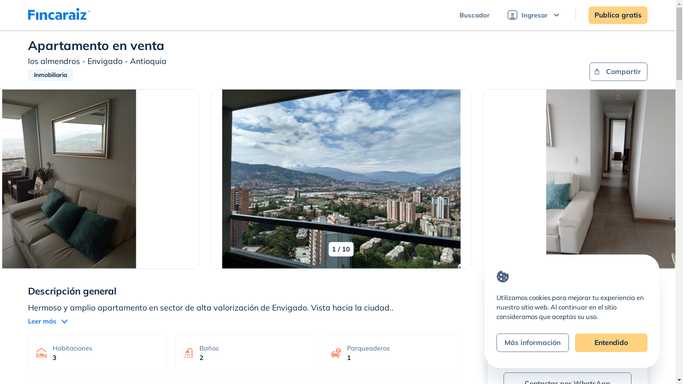 Fincaraiz
Buscador
Ingresar
Publica gratis
Apartamento en venta
los almendros - Envigado - Antioquia
Inmobiliaria
Compartir
1 / 10
Descripción general
Hermoso y amplio apartamento en sector de alta valorización de Envigado. Vista hacia la ciudad..
Leer más
Habitaciones
3
Baños
2
Parqueaderos
1
Utilizamos cookies para mejorar tu experiencia en
nuestro sitio web. Al continuar en el sitio
consideramos que aceptas su uso.
Más información
Entendido
Contactar por WhatsApp